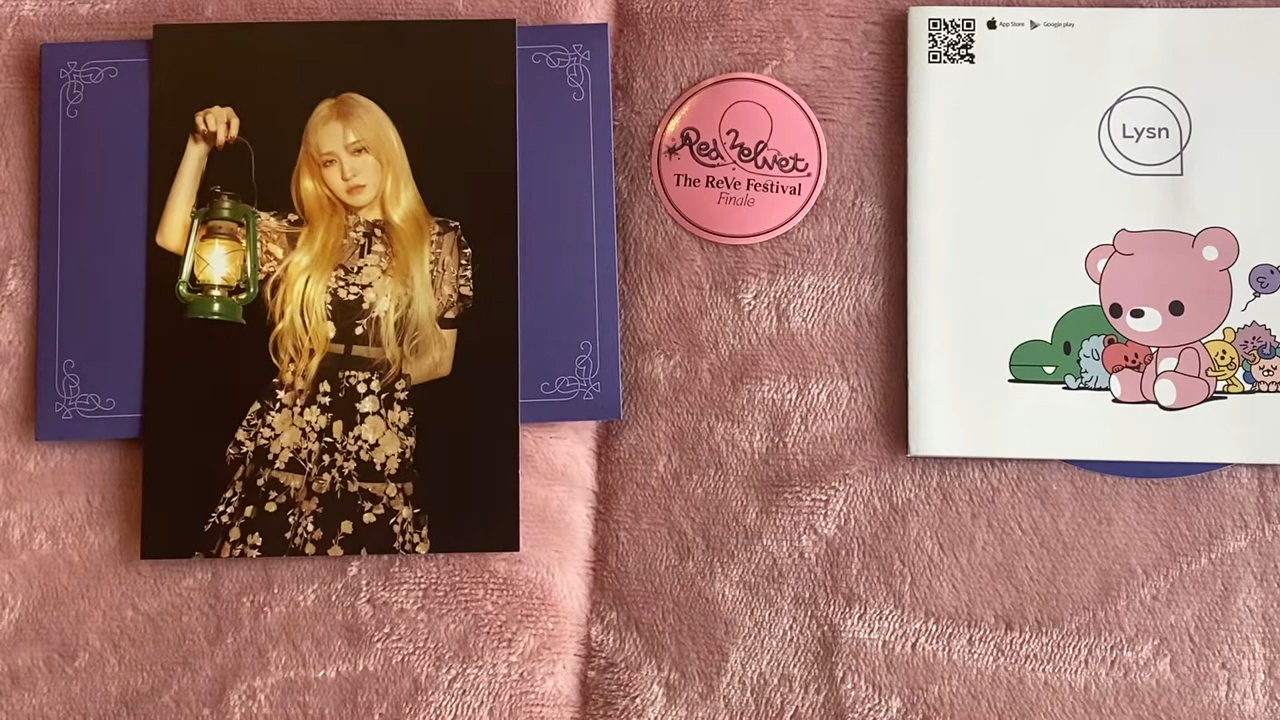 Red Velvet
The ReVe Festival
Finale
App Store
Google play
Lysn